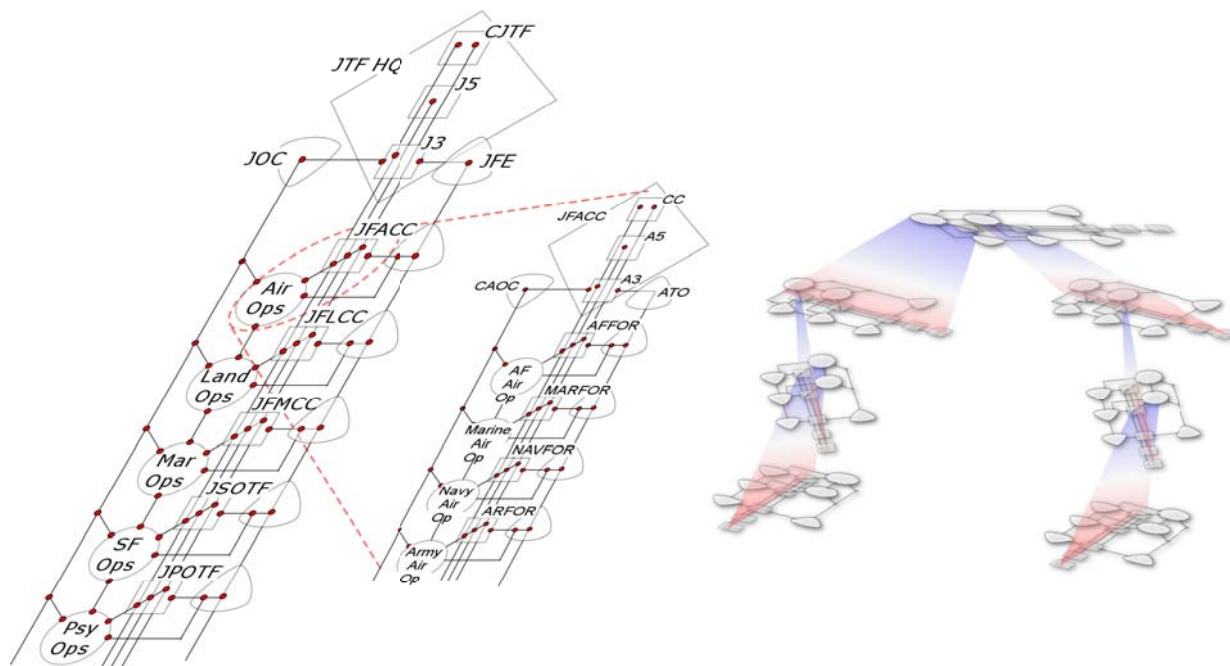 CJTF
JTF HQ
J5
J3
JOC
JFE
JFACC
Air
Ops
JFLCC
Land
Ops
JFMCC
Mar
Ops
JSOTF
SF
Ops
JPOTF
Psy
Ops
CC
JFACC
A5
A3
CAOC
ATO
AFFOR
AF
Air
Op
MARFOR
Marine
Air
Op
NAVFOR
Navy
Air
Op
ARFOR
Army
Air
Op